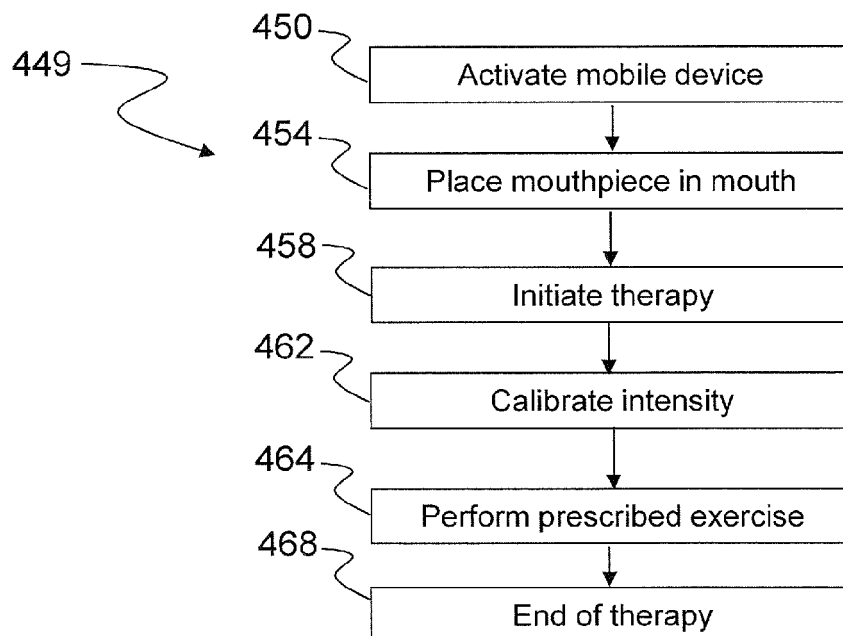 450
Activate mobile device
449
454
Place mouthpiece in mouth
458
Initiate therapy
462
Calibrate intensity
464
Perform prescribed exercise
468
End of therapy